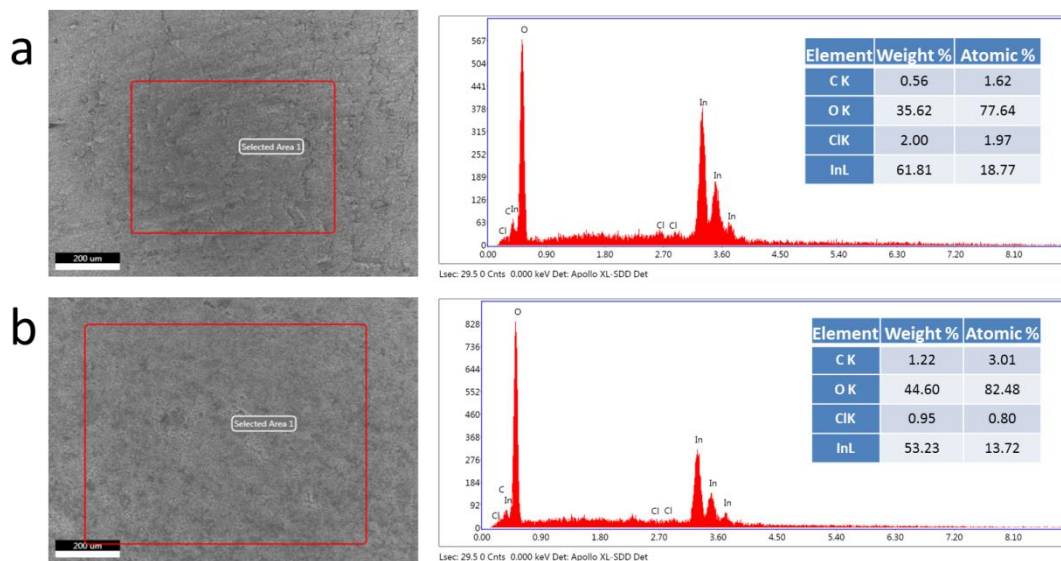 a
Selected Area 1
200 um
567
504
441
378
315
252
189
126
63
0
O
C
In
Cl
Cl
Cl
In
In
In
0.00 0.90 1.80 2.70 3.60 4.50 5.40 6.30 7.20 8.10
Lsec: 29.5 0 Cnts 0.000 keV Det: Apollo XL-SDD Det
Element Weight % Atomic %
C K 0.56 1.62
O K 35.62 77.64
ClK 2.00 1.97
InL 61.81 18.77
b
Selected Area 1
200 um
828
736
644
552
460
368
276
184
92
0
O
C
In
Cl
Cl
Cl
In
In
In
0.00 0.90 1.80 2.70 3.60 4.50 5.40 6.30 7.20 8.10
Lsec: 29.5 0 Cnts 0.000 keV Det: Apollo XL-SDD Det
Element Weight % Atomic %
C K 1.22 3.01
O K 44.60 82.48
ClK 0.95 0.80
InL 53.23 13.72